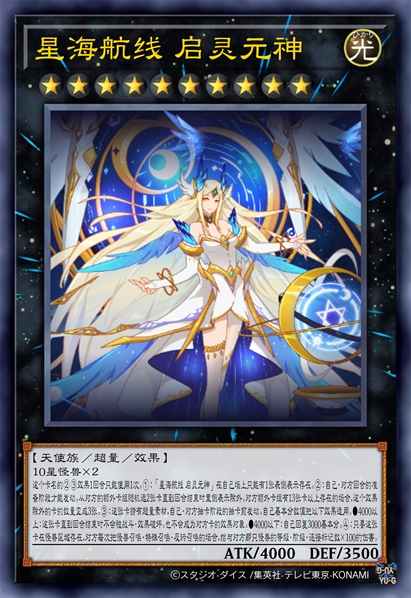 星海航线 启灵元神
ひかり
光
【天使族／超量／效果】
10星怪兽×2
这个卡名的②③效果1回合只能使用1次。①：「星海航线 启灵元神」在自己场上只能有1张表侧表示存在。②：自己·对方回合的准
备阶段才能发动。从对方的额外卡组随机选2张卡直到回合结束时里侧表示除外。对方额外卡组有13张卡以上存在的场合，这个效果
除外的卡的数量变成3张。③：这张卡持有超量素材，自己·对方抽卡阶段的抽卡前发动。自己基本分数值把以下效果适用。●4000以
上：这张卡直到回合结束时不会被战斗·效果破坏，也不会成为对方的卡的效果对象。●4000以下：自己回复3000基本分。④：只要这张
卡在怪兽区域存在，对方每次把怪兽召唤·特殊召唤·反转召唤的场合，给与对方那只怪兽的等级·阶级·连接标记数×100的伤害。
ATK/4000 DEF/3500
©スタジオ・ダイス /集英社・テレビ東京・KONAMI
YU-G